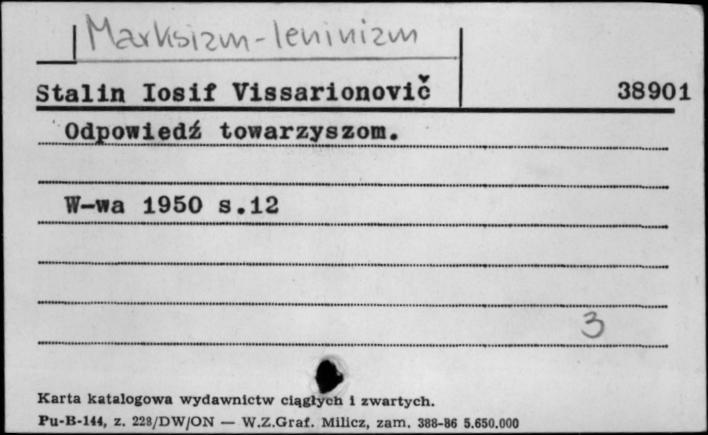 Marksizm-leninizm
Stalin Iosif Vissarionovič 38901
Odpowiedź towarzyszom.
W-wa 1950 s.12
3
Karta katalogowa wydawnictw ciągłych i zwartych.
Pu-B-144, z. 228/DW/ON — W.Z.Graf. Milicz, zam. 388-86 5.650.000